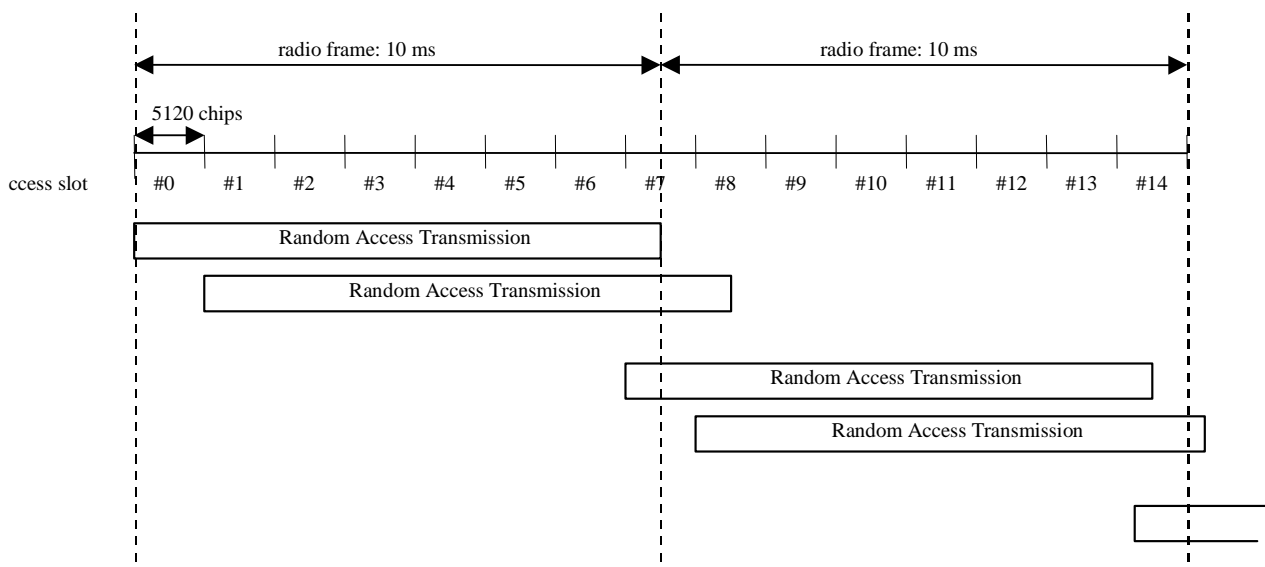 radio frame: 10 ms radio frame: 10 ms
5120 chips
ccess slot #0 #1 #2 #3 #4 #5 #6 #7 #8 #9 #10 #11 #12 #13 #14
Random Access Transmission
Random Access Transmission
Random Access Transmission
Random Access Transmission